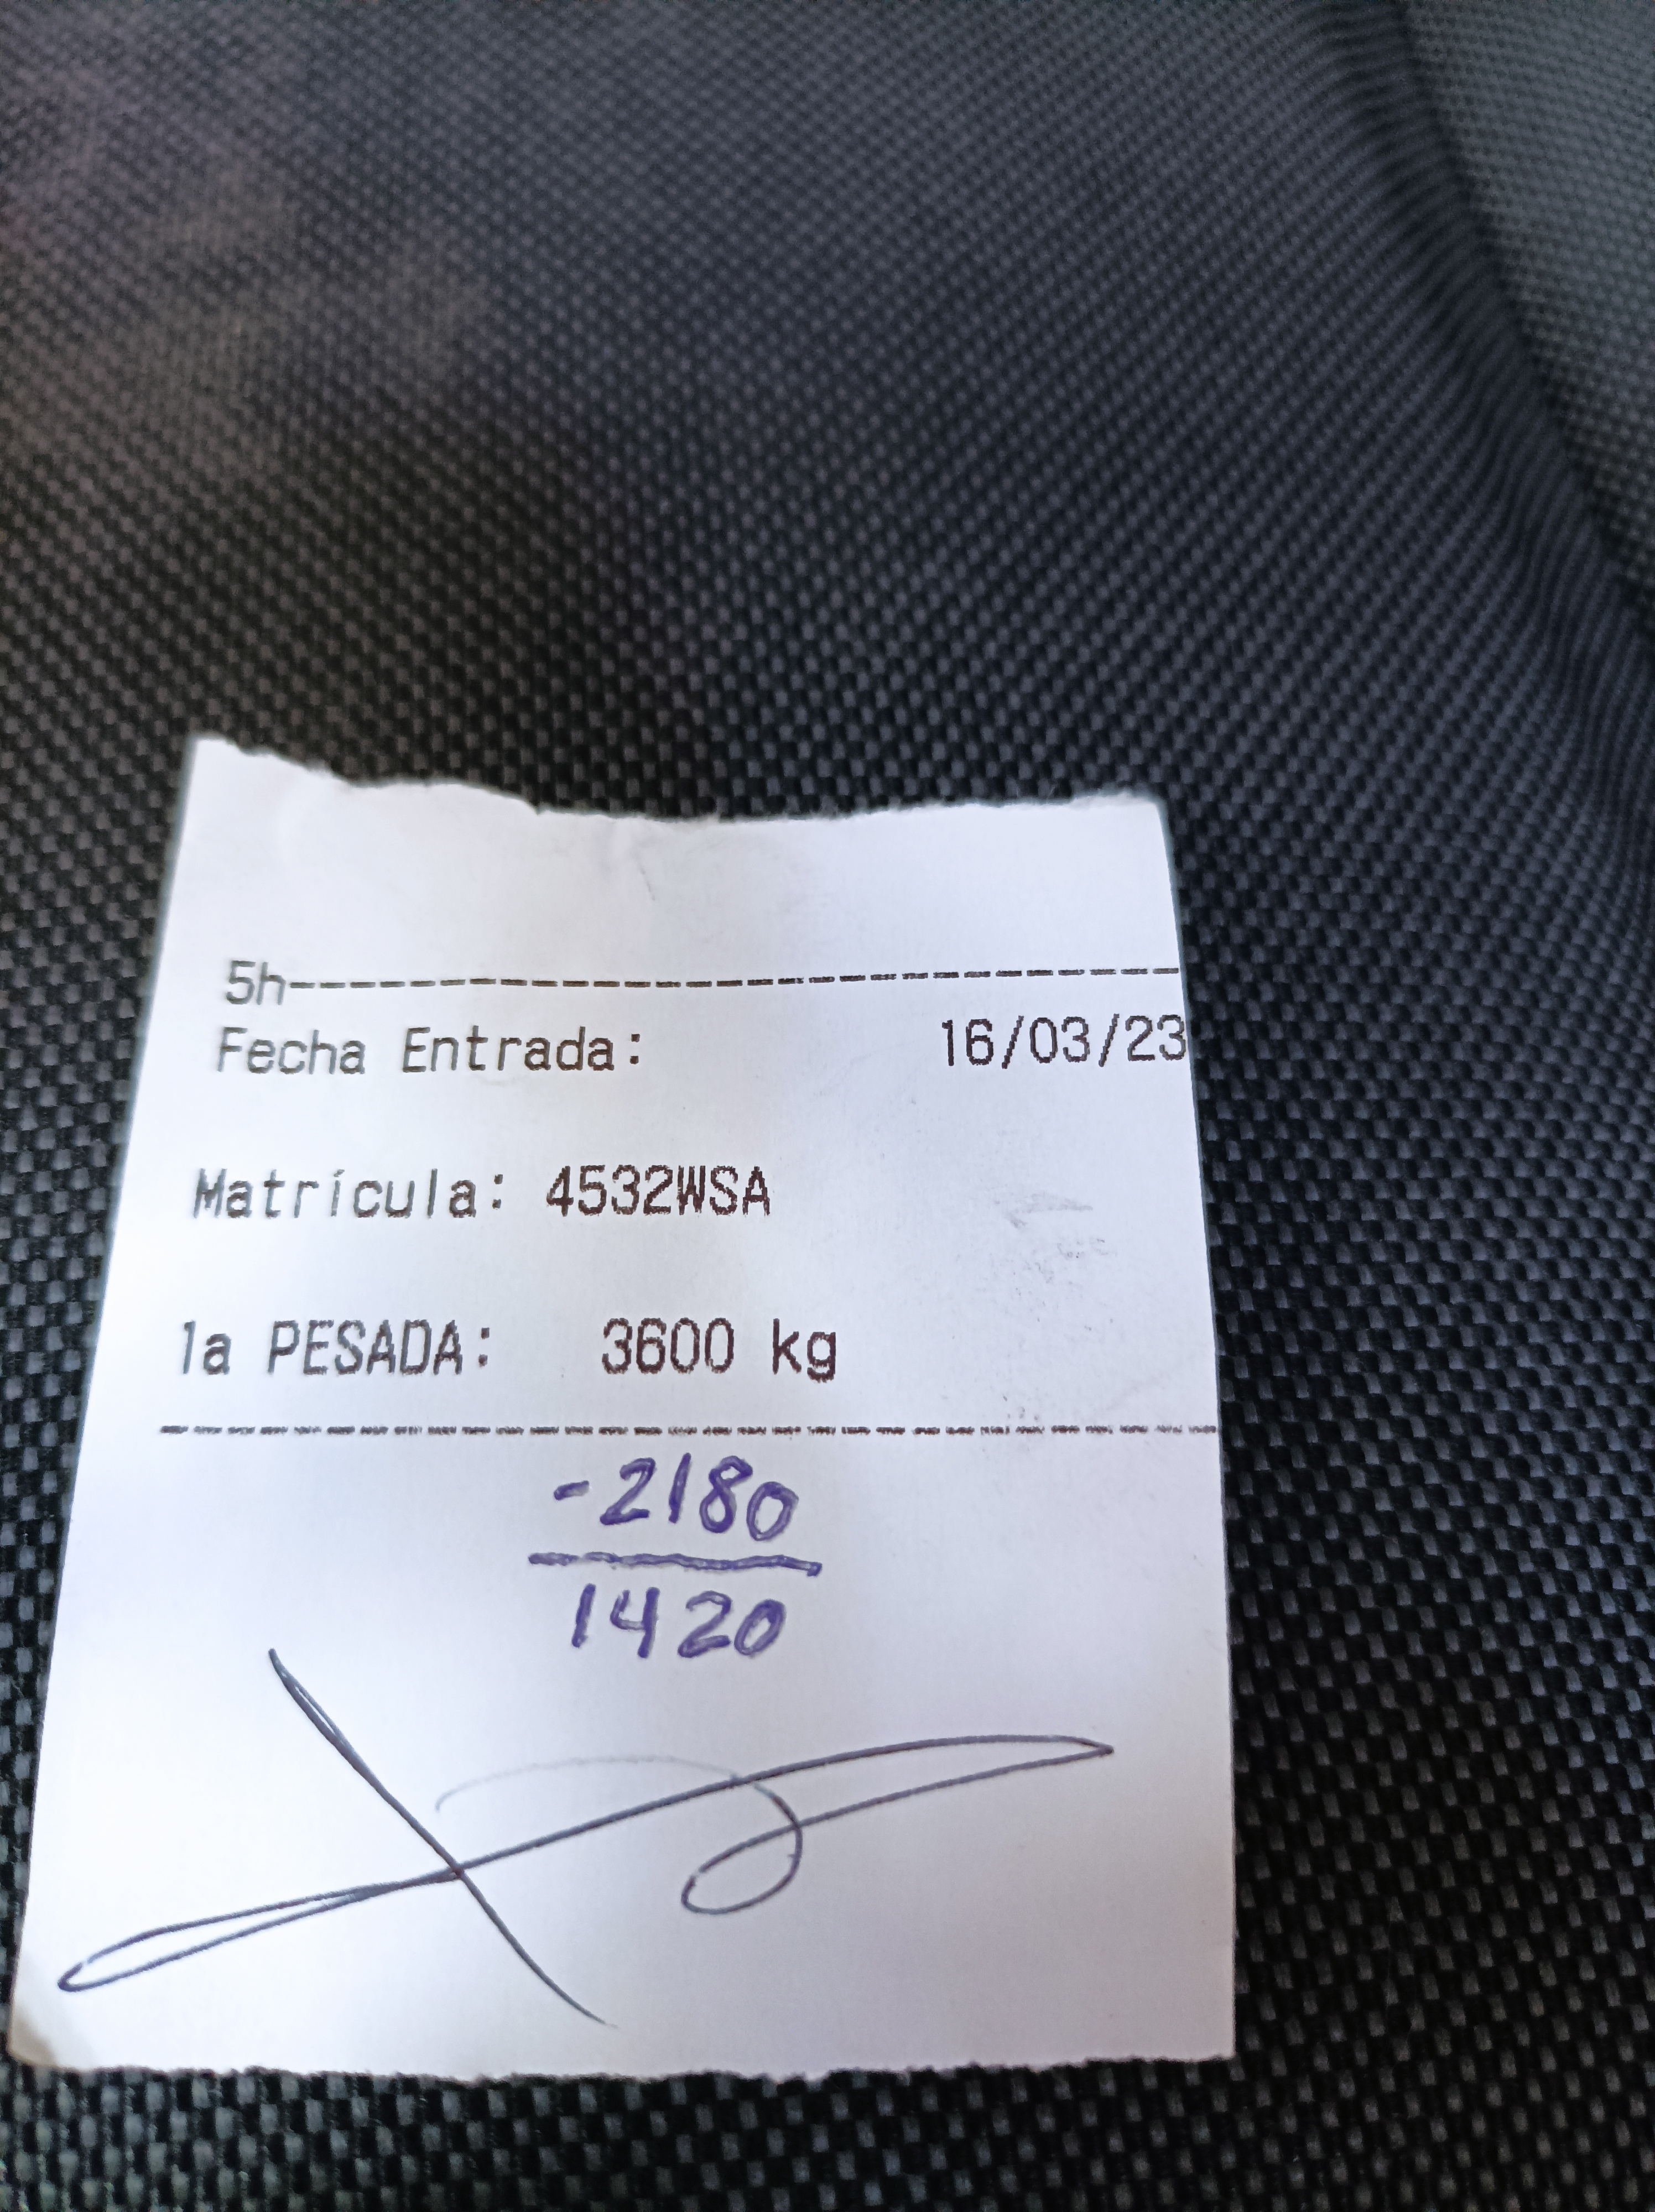 5h-----------------------------
Fecha Entrada: 16/03/23
Matrícula: 4532WSA
1a PESADA: 3600 kg
--------------------------------
-2180
1420